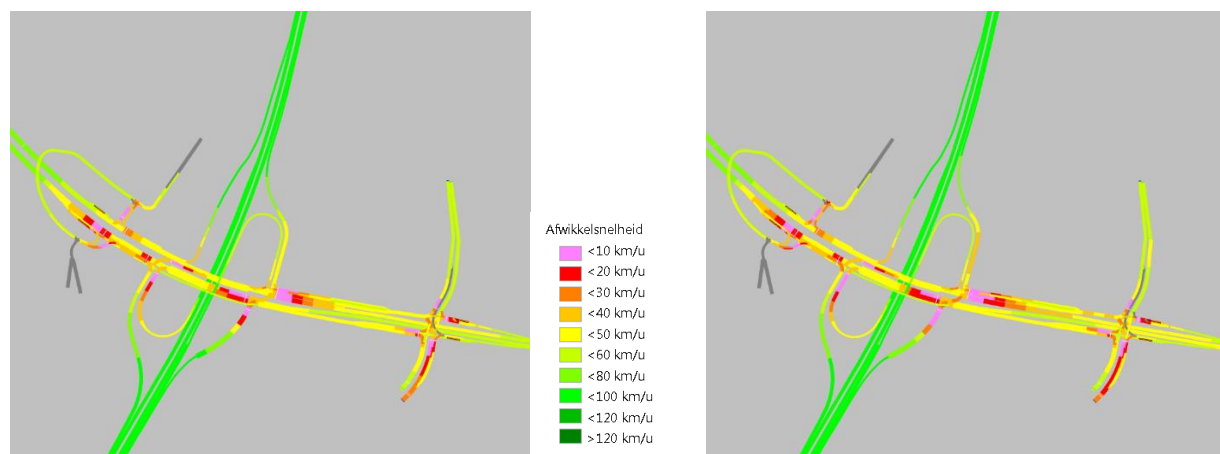 Afwikkelsnelheid
<10 km/u
<20 km/u
<30 km/u
<40 km/u
<50 km/u
<60 km/u
<80 km/u
<100 km/u
<120 km/u
>120 km/u